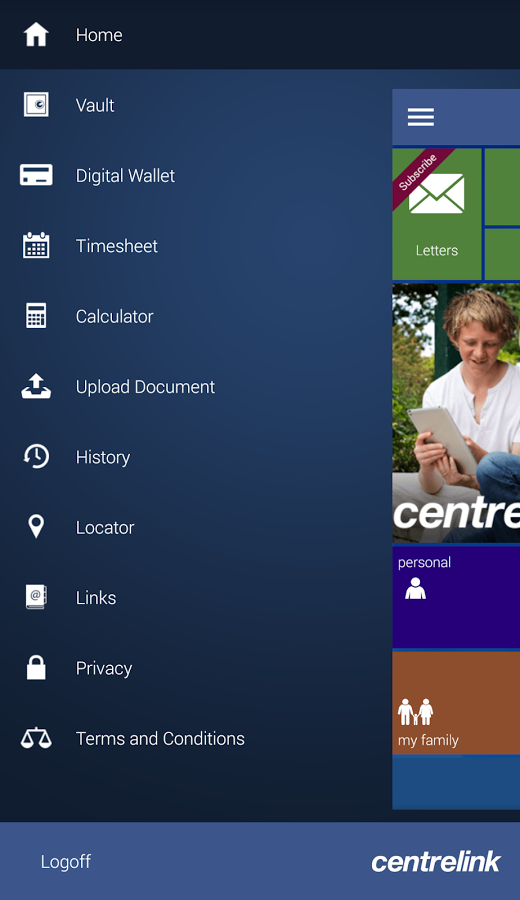 Home
Vault
Digital Wallet
Timesheet
Calculator
Upload Document
History
Locator
Links
Privacy
Terms and Conditions
Subscribe
Letters
centre
personal
my family
Logoff
centrelink